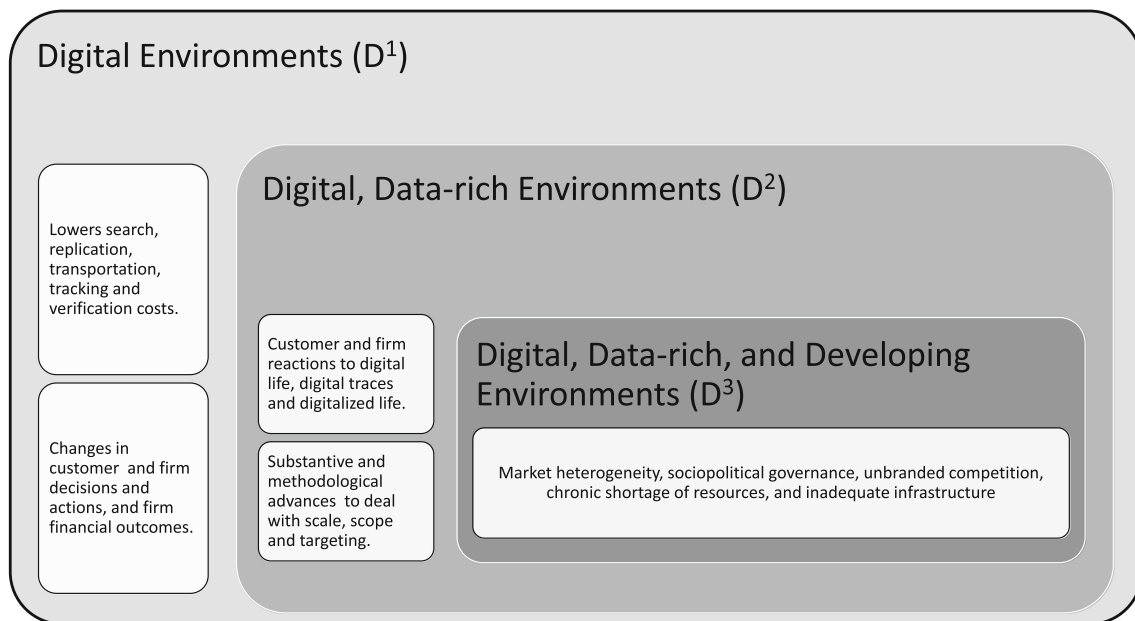 Digital Environments (D¹)
Lowers search,
replication,
transportation,
tracking and
verification costs.
Changes in
customer and firm
decisions and
actions, and firm
financial outcomes.
Digital, Data-rich Environments (D²)
Customer and firm
reactions to digital
life, digital traces
and digitalized life.
Substantive and
methodological
advances to deal
with scale, scope
and targeting.
Digital, Data-rich, and Developing
Environments (D³)
Market heterogeneity, sociopolitical governance, unbranded competition,
chronic shortage of resources, and inadequate infrastructure